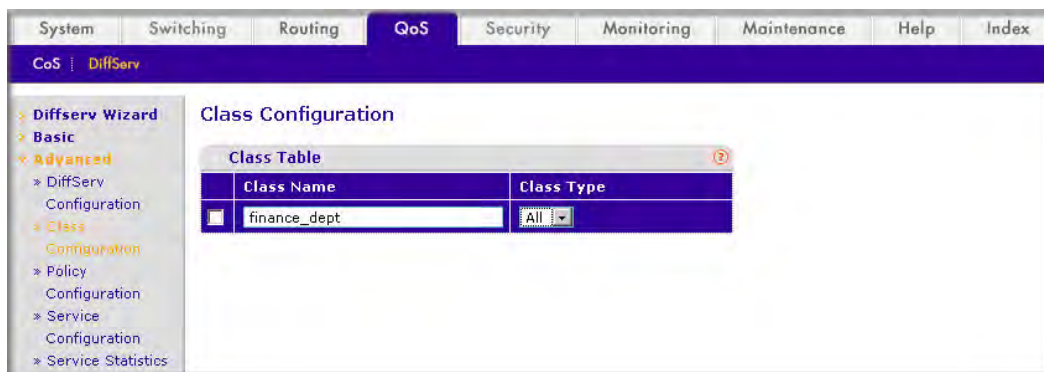 System Switching Routing QoS Security Monitoring Maintenance Help Index
CoS | DiffServ
Diffserv Wizard
Basic
Advanced
» DiffServ
Configuration
» Class
Configuration
» Policy
Configuration
» Service
Configuration
» Service Statistics
Class Configuration
Class Table ?
Class Name Class Type
finance_dept All